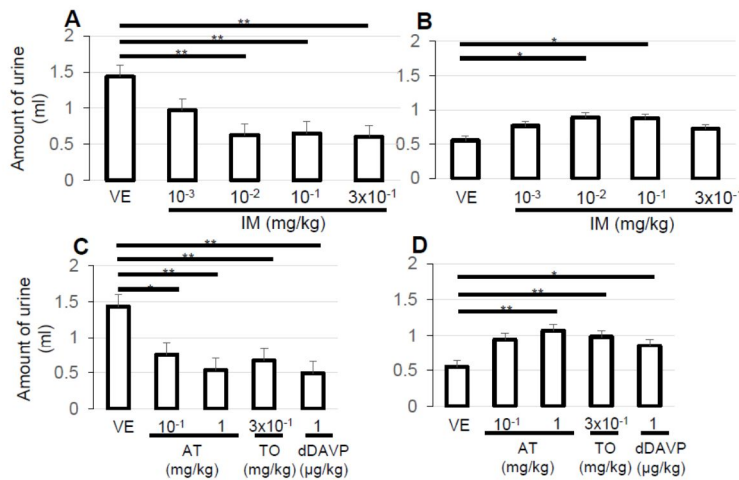 A
**
**
**
2
1.5
1
0.5
0
Amount of urine
(ml)
VE 10-3 10-2 10-1 3x10-1
IM (mg/kg)
B
*
*
2
1.5
1
0.5
0
VE 10-3 10-2 10-1 3x10-1
IM (mg/kg)
C
**
**
**
*
2
1.5
1
0.5
0
Amount of urine
(ml)
VE 10-1 1 3x10-1 1
AT TO dDAVP
(mg/kg) (mg/kg) (µg/kg)
D
*
**
**
2
1.5
1
0.5
0
VE 10-1 1 3x10-1 1
AT TO dDAVP
(mg/kg) (mg/kg) (µg/kg)